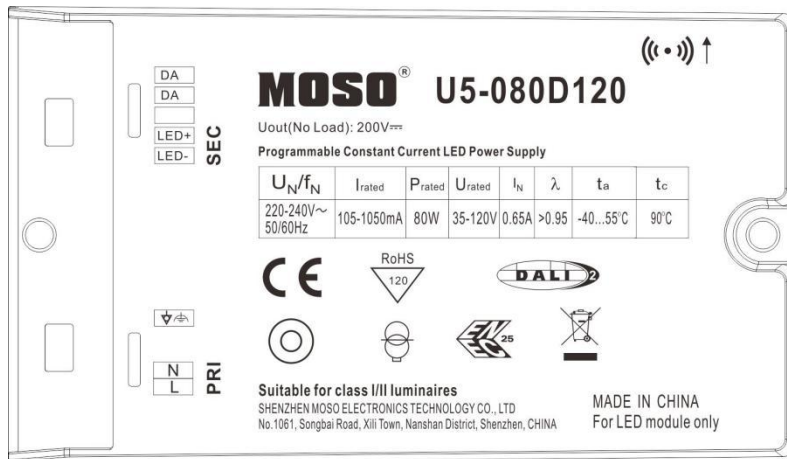 DA
DA
LED+
LED-
SEC
MOSO® U5-080D120
Uout(No Load): 200V⎓
Programmable Constant Current LED Power Supply
UN/fN Irated Prated Urated IN λ ta tc
220-240V～ 50/60Hz 105-1050mA 80W 35-120V 0.65A >0.95 -40...55℃ 90℃
CE
RoHS
120
DALI 2
ENEC 25
N
L
PRI
Suitable for class I/II luminaires
SHENZHEN MOSO ELECTRONICS TECHNOLOGY CO., LTD
No.1061, Songbai Road, Xili Town, Nanshan District, Shenzhen, CHINA
MADE IN CHINA
For LED module only